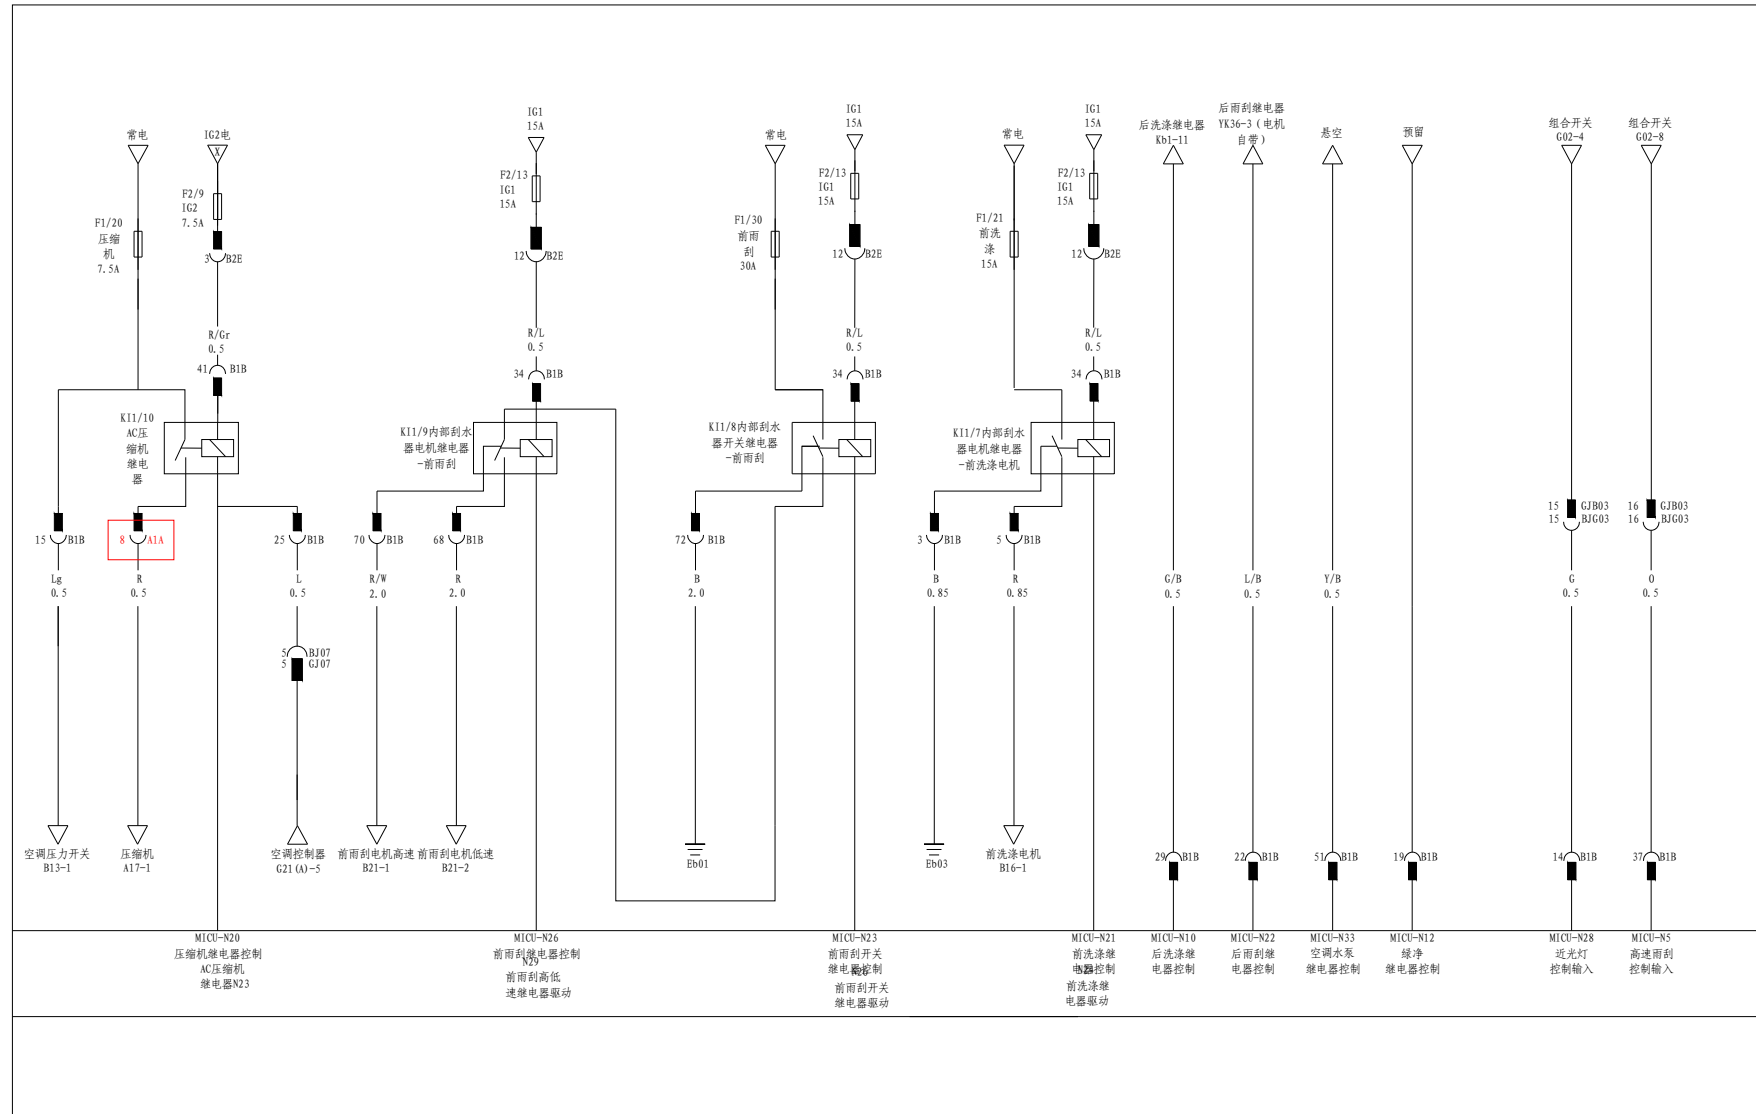 常电
IG2电
X
IG1
15A
常电
IG1
15A
常电
IG1
15A
后洗涤继电器
Kb1-11
后雨刮继电器
YK36-3（电机
自带）
悬空
预留
组合开关
G02-4
组合开关
G02-8
F1/20
压缩
机
7.5A
F2/9
IG2
7.5A
F2/13
IG1
15A
F1/30
前雨
刮
30A
F2/13
IG1
15A
F1/21
前洗
涤
15A
F2/13
IG1
15A
3 B2E
12 B2E
12 B2E
12 B2E
R/Gr
0.5
R/L
0.5
R/L
0.5
R/L
0.5
41 B1B
34 B1B
34 B1B
34 B1B
KI1/10
AC压
缩机
继电
器
KI1/9内部刮水
器电机继电器
-前雨刮
KI1/8内部刮水
器开关继电器
-前雨刮
KI1/7内部刮水
器电机继电器
-前洗涤电机
15 B1B
8 A1A
25 B1B
70 B1B
68 B1B
72 B1B
3 B1B
5 B1B
15 GJB03
15 BJG03
16 GJB03
16 BJG03
Lg
0.5
R
0.5
L
0.5
R/W
2.0
R
2.0
B
2.0
B
0.85
R
0.85
G/B
0.5
L/B
0.5
Y/B
0.5
G
0.5
O
0.5
5 BJ07
5 GJ07
空调压力开关
B13-1
压缩机
A17-1
空调控制器
G21(A)-5
前雨刮电机高速
B21-1
前雨刮电机低速
B21-2
Eb01
Eb03
前洗涤电机
B16-1
29 B1B
22 B1B
51 B1B
19 B1B
14 B1B
37 B1B
MICU-N20
压缩机继电器控制
AC压缩机
继电器N23
MICU-N26
前雨刮继电器控制
N29
前雨刮高低
速继电器驱动
MICU-N23
前雨刮开关
继电器控制
前雨刮开关
继电器驱动
MICU-N21
前洗涤继
电器控制
前洗涤继
电器驱动
MICU-N10
后洗涤继
电器控制
MICU-N22
后雨刮继
电器控制
MICU-N33
空调水泵
继电器控制
MICU-N12
绿净
继电器控制
MICU-N28
近光灯
控制输入
MICU-N5
高速雨刮
控制输入